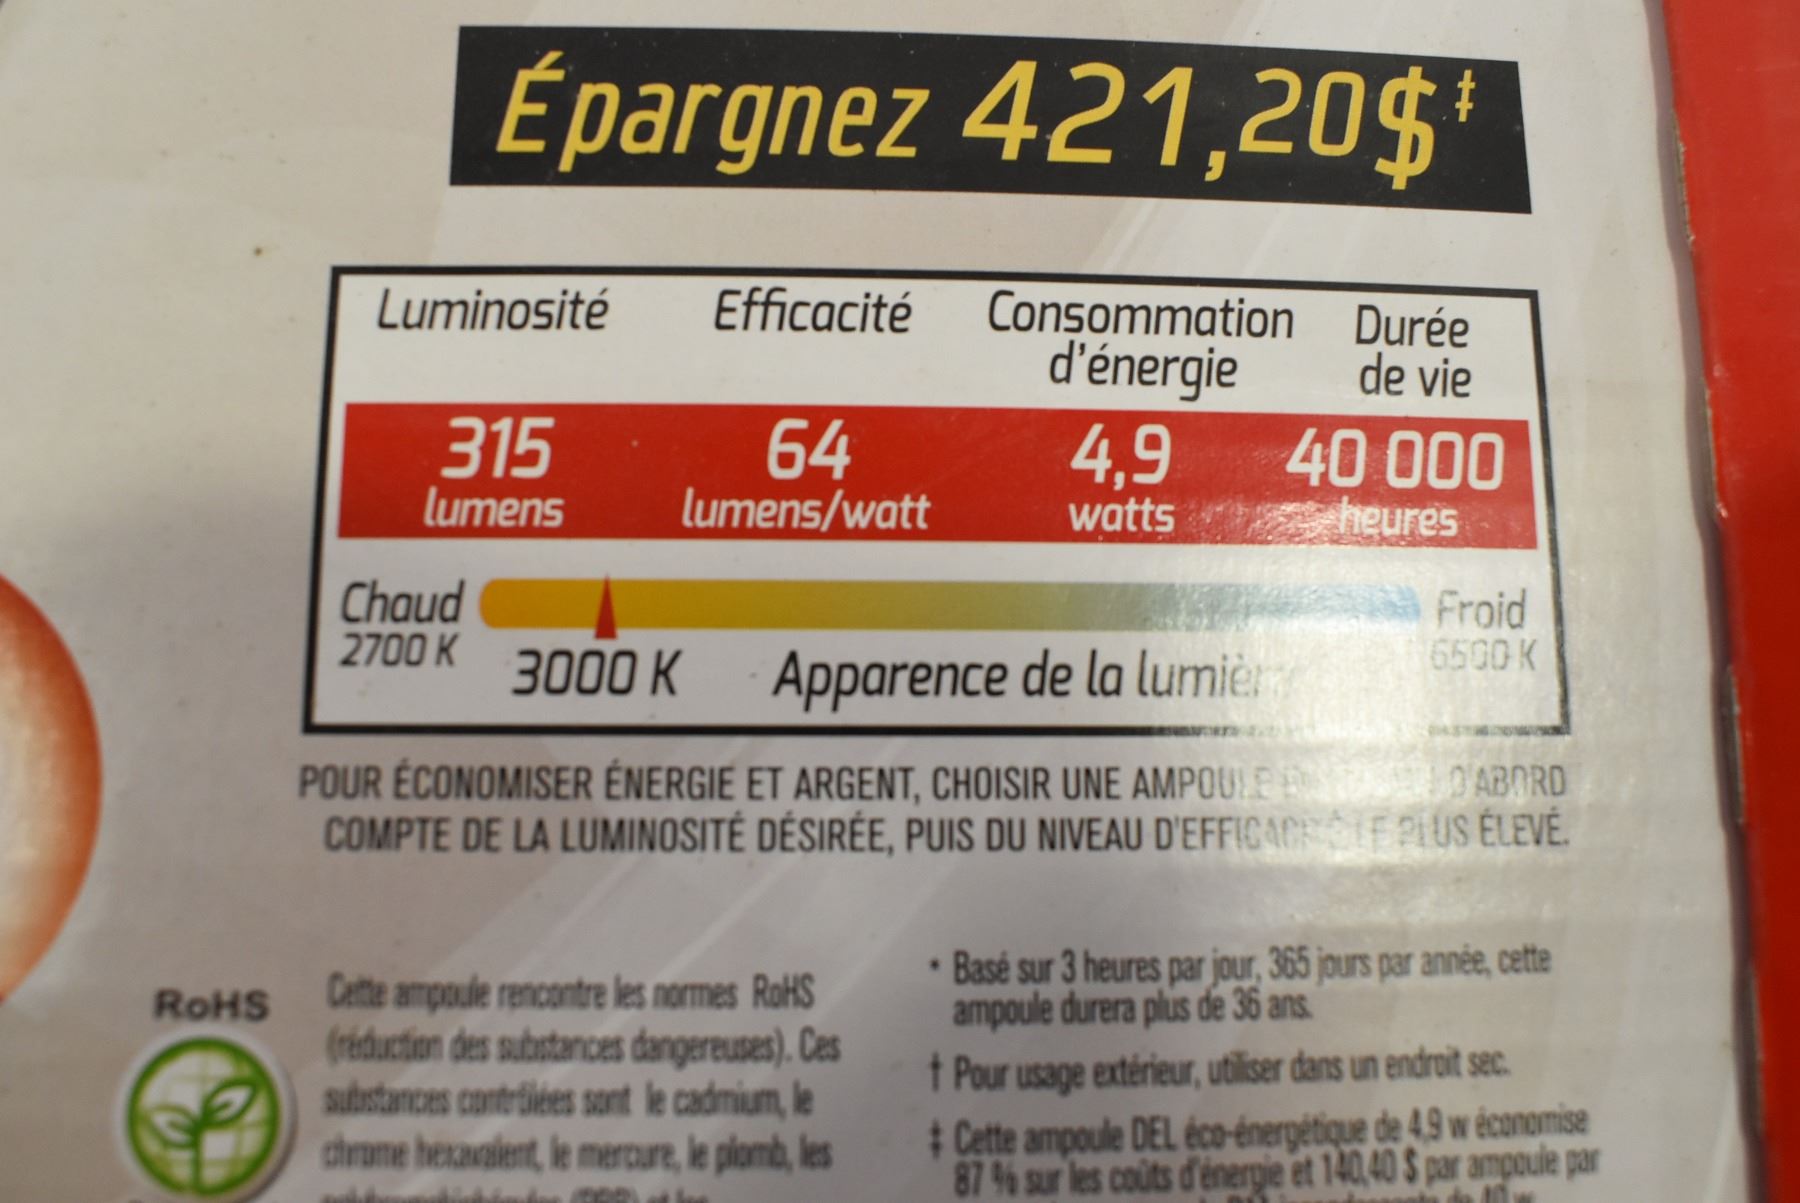 Épargnez 421,20$‡
Luminosité Efficacité Consommation d'énergie Durée de vie
315 64 4,9 40 000
lumens lumens/watt watts heures
Chaud Froid
2700 K 6500 K
3000 K Apparence de la lumière
POUR ÉCONOMISER ÉNERGIE ET ARGENT, CHOISIR UNE AMPOULE D'ABORD
COMPTE DE LA LUMINOSITÉ DÉSIRÉE, PUIS DU NIVEAU D'EFFICACITÉ LE PLUS ÉLEVÉ.
RoHS
Cette ampoule rencontre les normes RoHS
(réduction des substances dangereuses). Ces
substances contrôlées sont le cadmium, le
chrome hexavalent, le mercure, le plomb, les
* Basé sur 3 heures par jour, 365 jours par année, cette
ampoule durera plus de 36 ans.
† Pour usage extérieur, utiliser dans un endroit sec.
‡ Cette ampoule DEL éco-énergétique de 4,9 w économise
87 % sur les coûts d'énergie et 140,40 $ par ampoule par